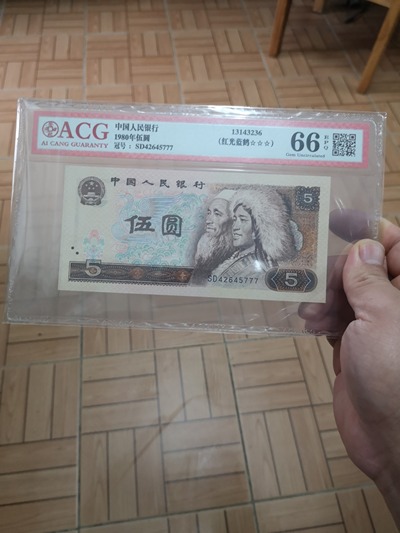 ACG
AI CANG GUARANTY
中国人民银行
1980年伍圆
冠号：SD42645777
13143236
(红光蓝鹤☆☆☆)
66 EPQ
Gem Uncirculated
中国人民银行
5
伍圆
5
5
SD42645777